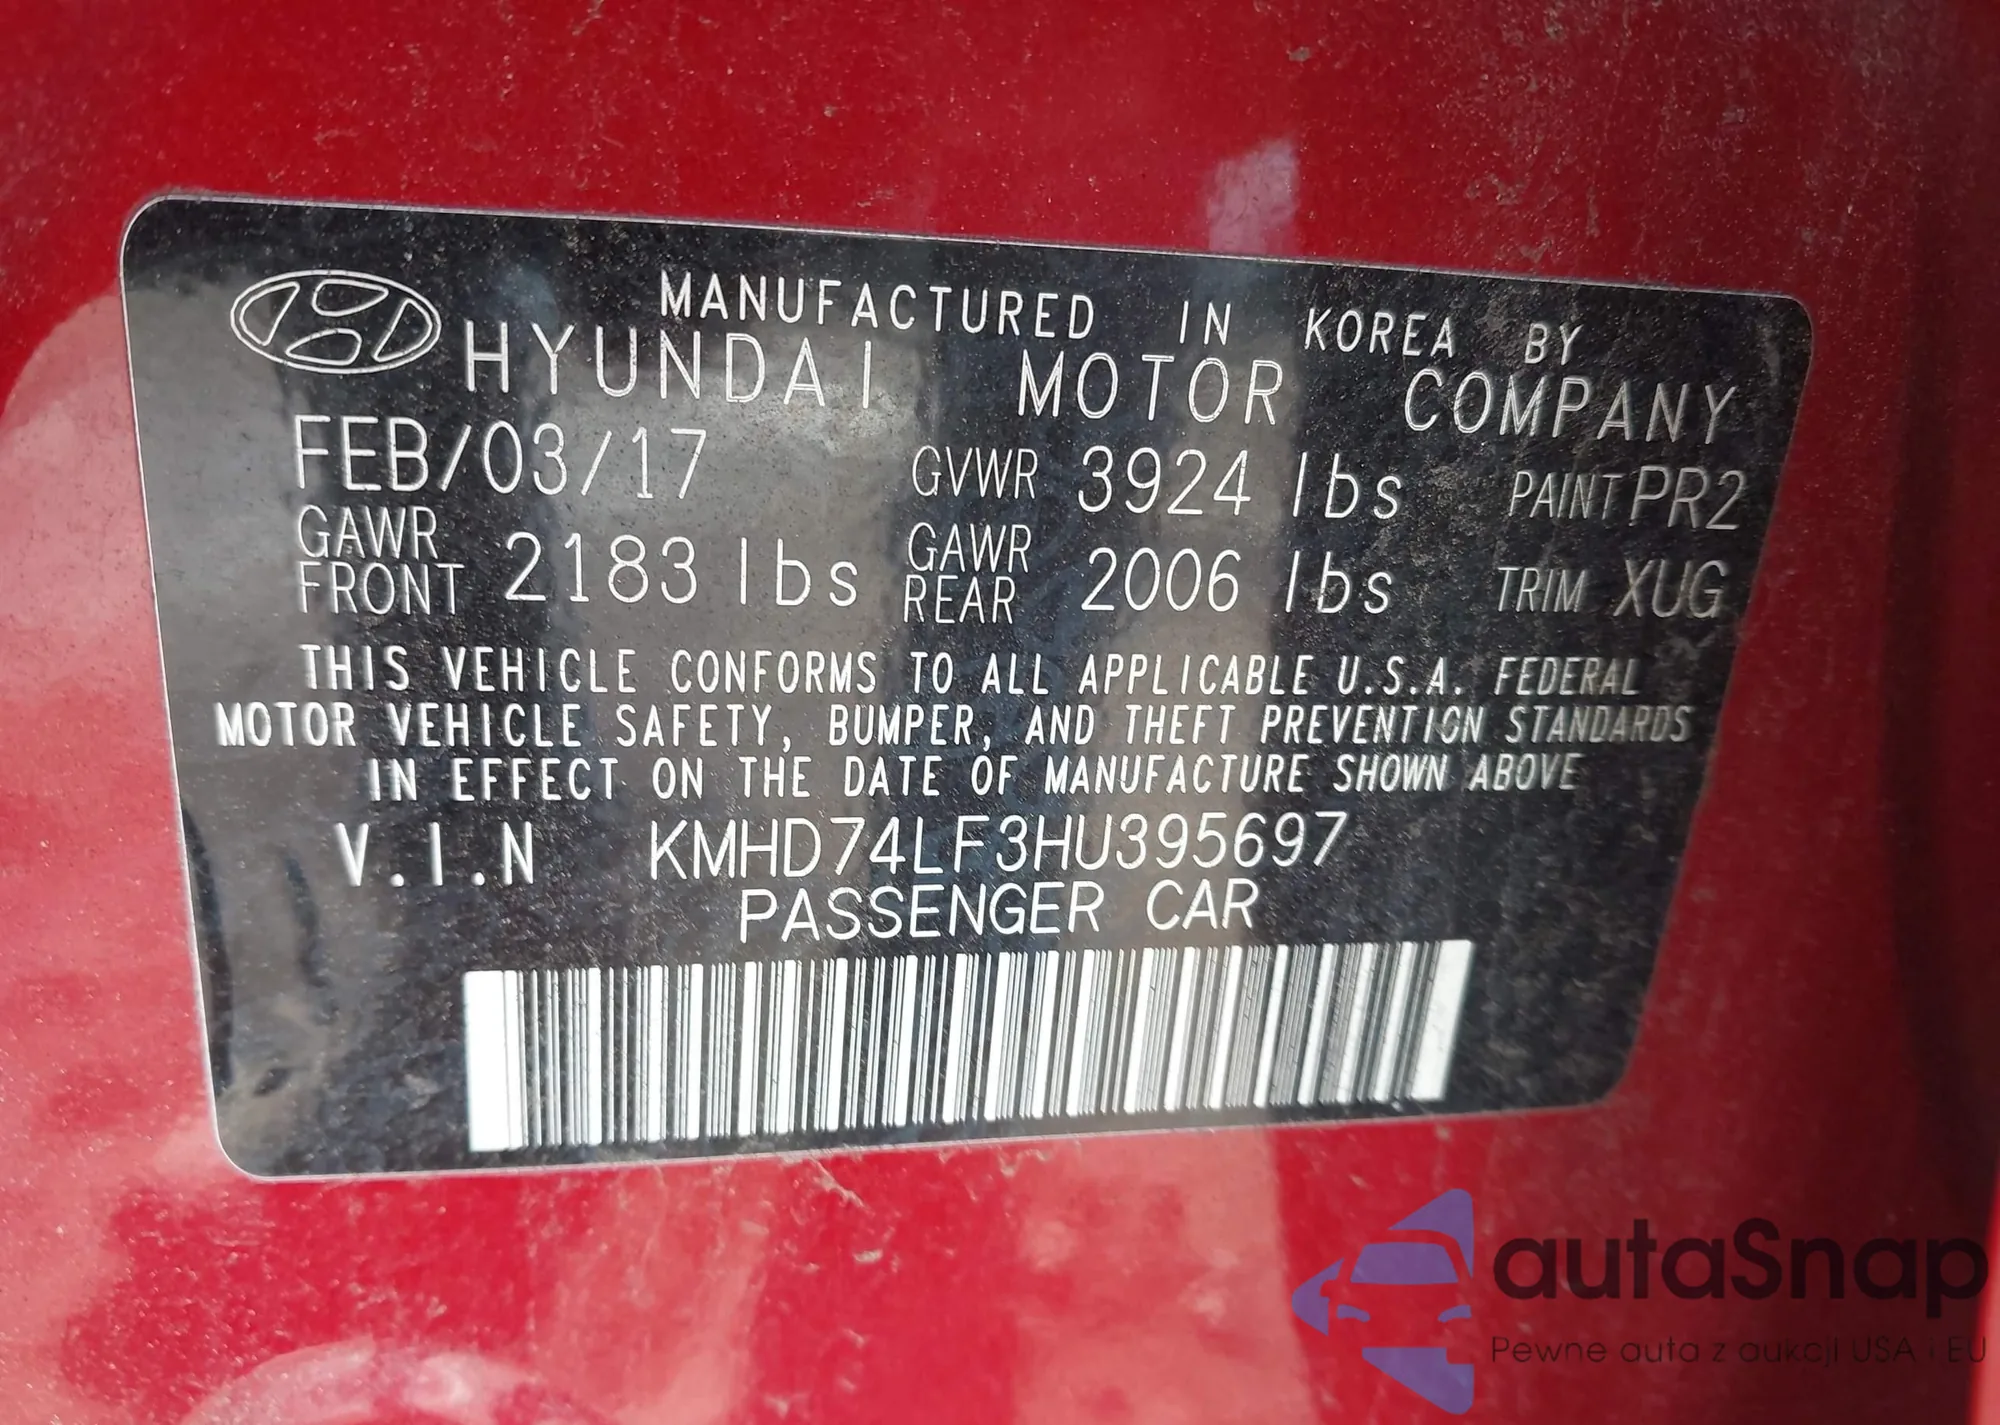 MANUFACTURED IN KOREA BY
HYUNDAI MOTOR COMPANY
FEB/03/17 GVWR 3924 lbs PAINT PR2
GAWR FRONT 2183 lbs GAWR REAR 2006 lbs TRIM XUG
THIS VEHICLE CONFORMS TO ALL APPLICABLE U.S.A. FEDERAL
MOTOR VEHICLE SAFETY, BUMPER, AND THEFT PREVENTION STANDARDS
IN EFFECT ON THE DATE OF MANUFACTURE SHOWN ABOVE
V.I.N KMHD74LF3HU395697
PASSENGER CAR
autaSnap
Pewne auta z aukcji USA i EU